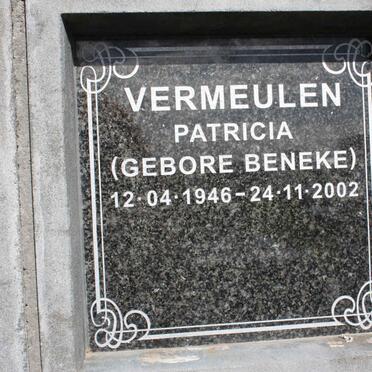 VERMEULEN
PATRICIA
(GEBORE BENEKE)
12·04·1946-24·11·2002